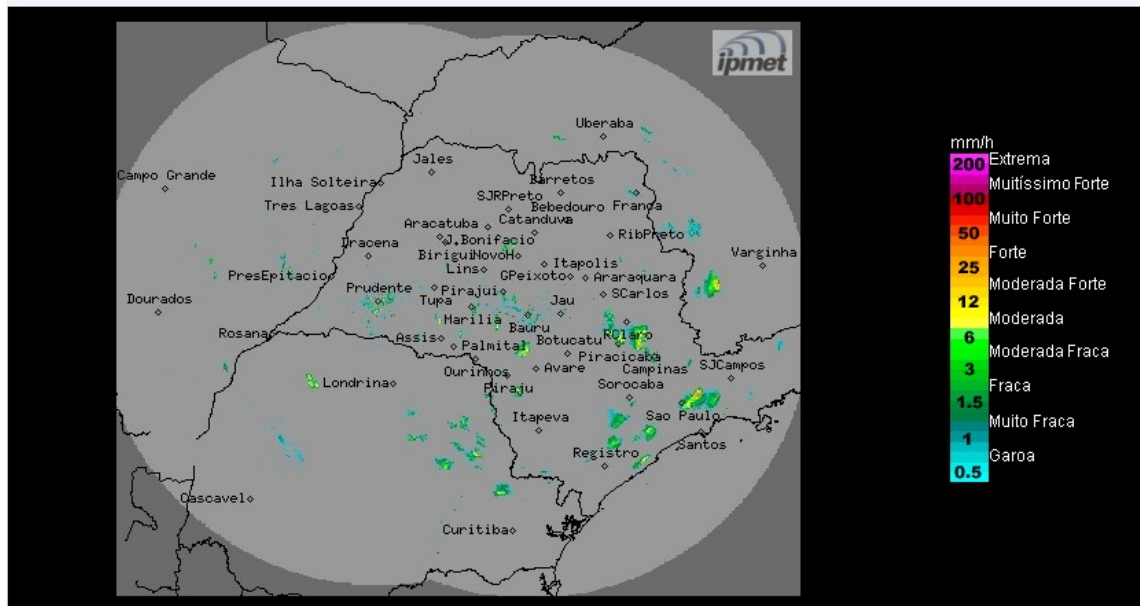 ipmet
Uberaba
mm/h
Jales
200 Extrema
Campo Grande
Ilha Solteira
Barretos
Muitíssimo Forte
Tres Lagoas
SJRPreto
Bebedouro
Franca
100
Aracatuba
Catanduva
Muito Forte
Dracena
J.Bonifacio
RibPreto
50
Birigui
NovoH
Varginha
Forte
Lins
Itapolis
PresEpitacio
GPeixoto
Araraquara
25
Prudente
Pirajui
SCarlos
Moderada Forte
Dourados
Tupa
Jau
12
Marilia
Moderada
Rosana
Bauru
RClaro
Assis
Botucatu
6
Palmital
Piracicaba
Moderada Fraca
Ourinhos
Avare
Campinas
SJCampos
3
Londrina
Piraju
Sorocaba
Fraca
1.5
Itapeva
Sao Paulo
Muito Fraca
Santos
1
Registro
Garoa
0.5
Cascavel
Curitiba